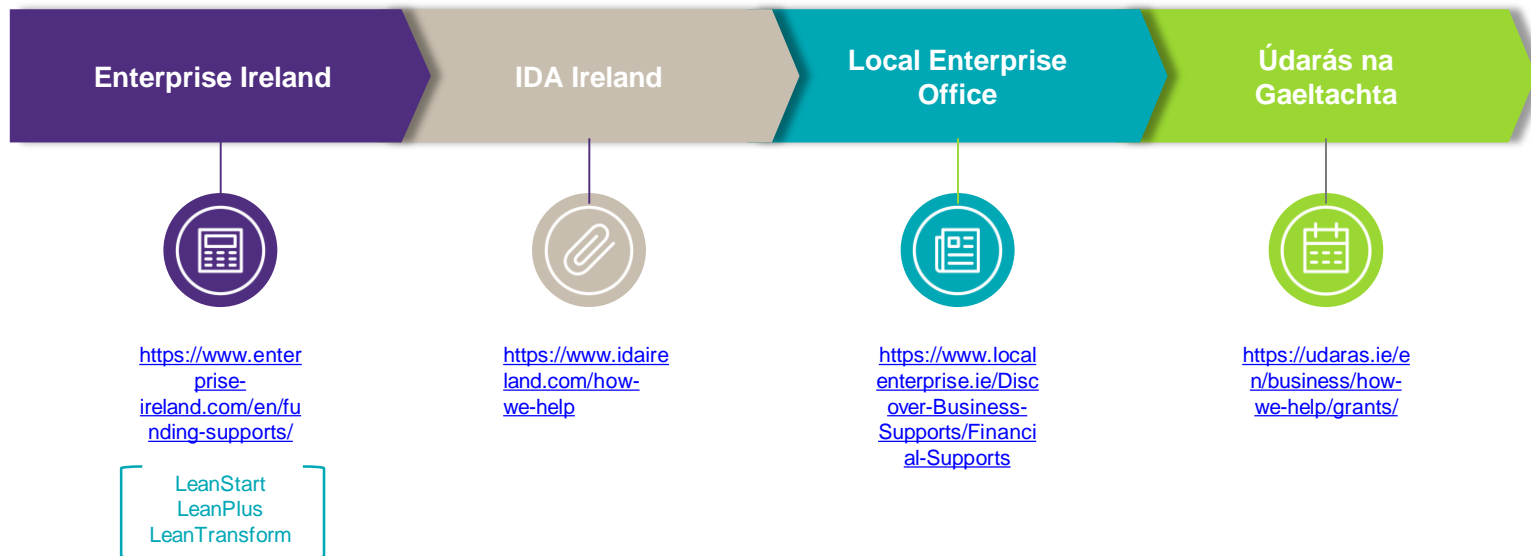 Enterprise Ireland
IDA Ireland
Local Enterprise
Office
Údarás na
Gaeltachta
https://www.enter
prise-
ireland.com/en/fu
nding-supports/
https://www.idaire
land.com/how-
we-help
https://www.local
enterprise.ie/Disc
over-Business-
Supports/Financi
al-Supports
https://udaras.ie/e
n/business/how-
we-help/grants/
LeanStart
LeanPlus
LeanTransform